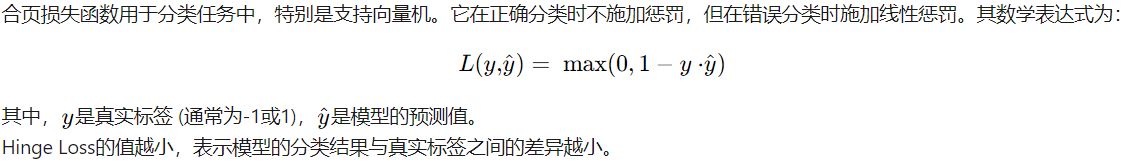 合页损失函数用于分类任务中，特别是支持向量机。它在正确分类时不施加惩罚，但在错误分类时施加线性惩罚。其数学表达式为：
L(y,ŷ) = max(0, 1 − y · ŷ)
其中，y是真实标签 (通常为-1或1)，ŷ是模型的预测值。
Hinge Loss的值越小，表示模型的分类结果与真实标签之间的差异越小。